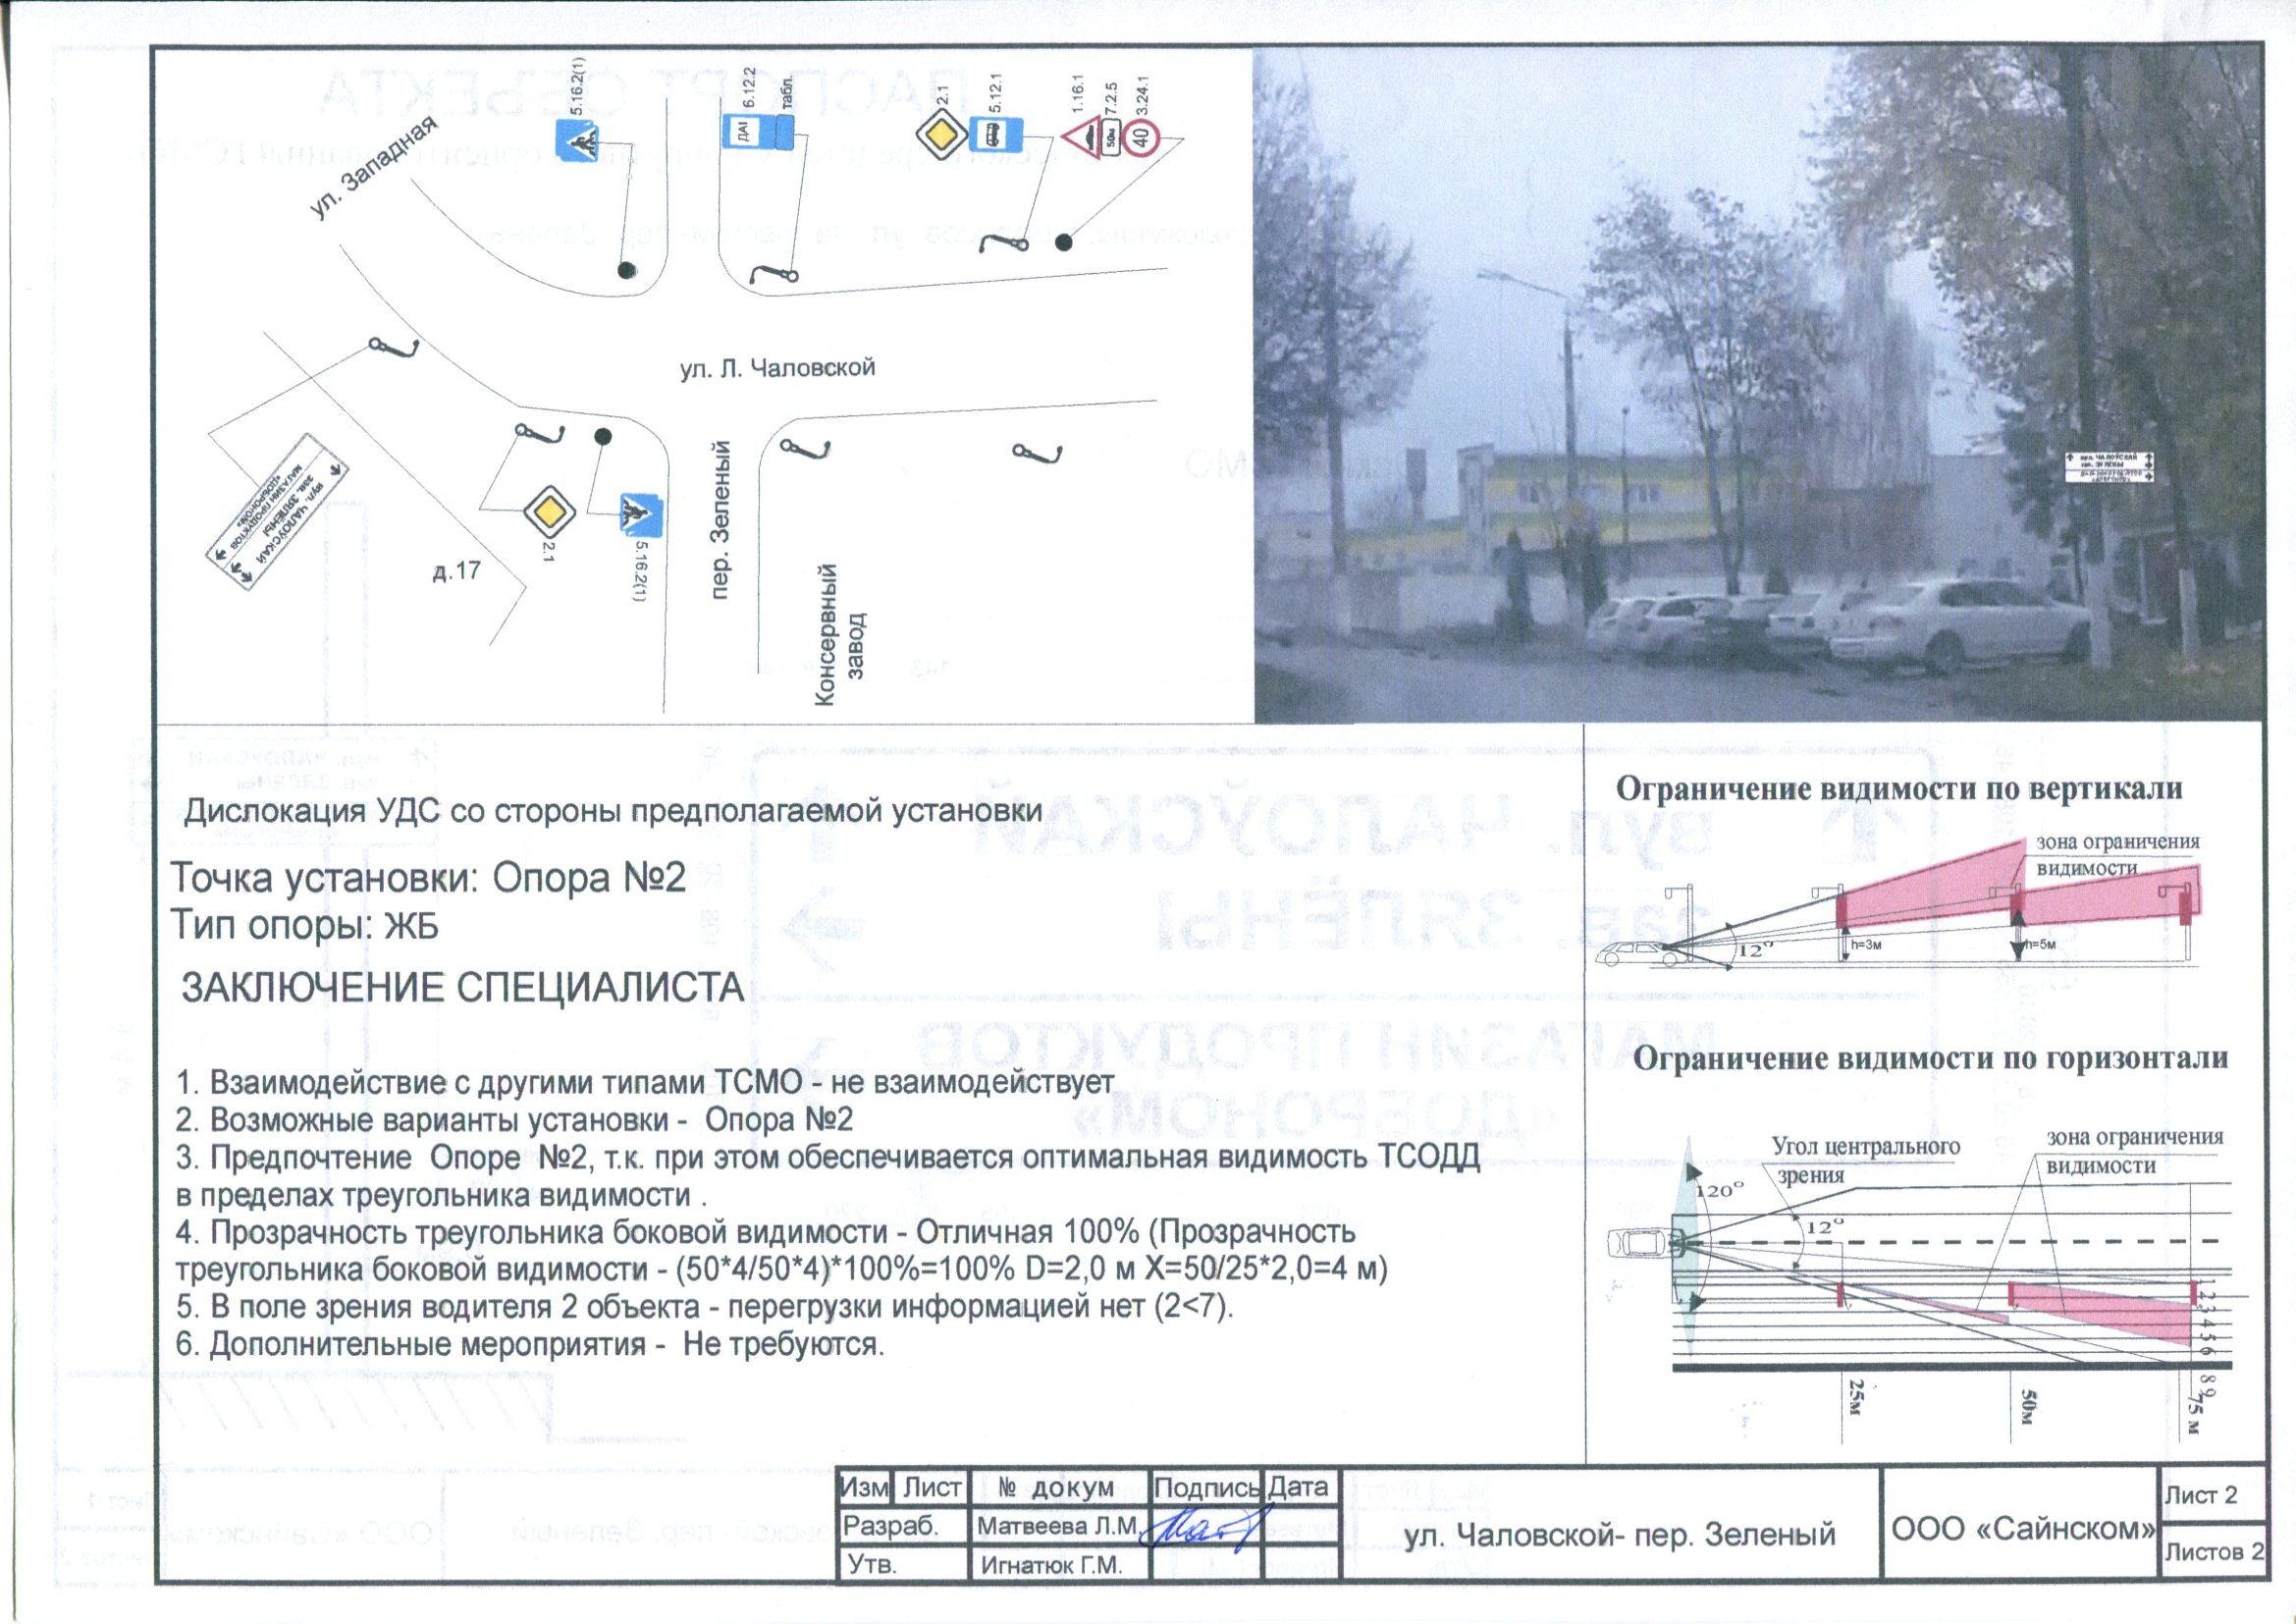 ул. Западная
5.16.2(1)
ДАІ
6.12.2
табл.
2.1
5.12.1
1.16.1
50м
7.2.5
40
3.24.1
ул. Л. Чаловской
вул. ЧАЛОЎСКАЙ
зав. ЗЯЛЁНЫ
МАГАЗИН ПРОДУКТОВ
«ДОБРОНОМ»
2.1
5.16.2(1)
д.17
пер. Зеленый
Консервный
завод
вул. ЧАЛОЎСКАЙ
зав. ЗЯЛЁНЫ
Дислокация УДС со стороны предполагаемой установки
Точка установки: Опора №2
Тип опоры: ЖБ
ЗАКЛЮЧЕНИЕ СПЕЦИАЛИСТА
1. Взаимодействие с другими типами ТСМО - не взаимодействует
2. Возможные варианты установки - Опора №2
3. Предпочтение Опоре №2, т.к. при этом обеспечивается оптимальная видимость ТСОДД
в пределах треугольника видимости .
4. Прозрачность треугольника боковой видимости - Отличная 100% (Прозрачность
треугольника боковой видимости - (50*4/50*4)*100%=100% D=2,0 м X=50/25*2,0=4 м)
5. В поле зрения водителя 2 объекта - перегрузки информацией нет (2<7).
6. Дополнительные мероприятия - Не требуются.
Ограничение видимости по вертикали
зона ограничения
видимости
12°
h=3м
h=5м
Ограничение видимости по горизонтали
Угол центрального
зрения
зона ограничения
видимости
120°
12°
1 2 3 4 5 6 8 9
25м
50м
75 м
Изм Лист № докум Подпись Дата
Разраб. Матвеева Л.М.
Утв. Игнатюк Г.М.
ул. Чаловской- пер. Зеленый
ООО «Сайнском»
Лист 2
Листов 2